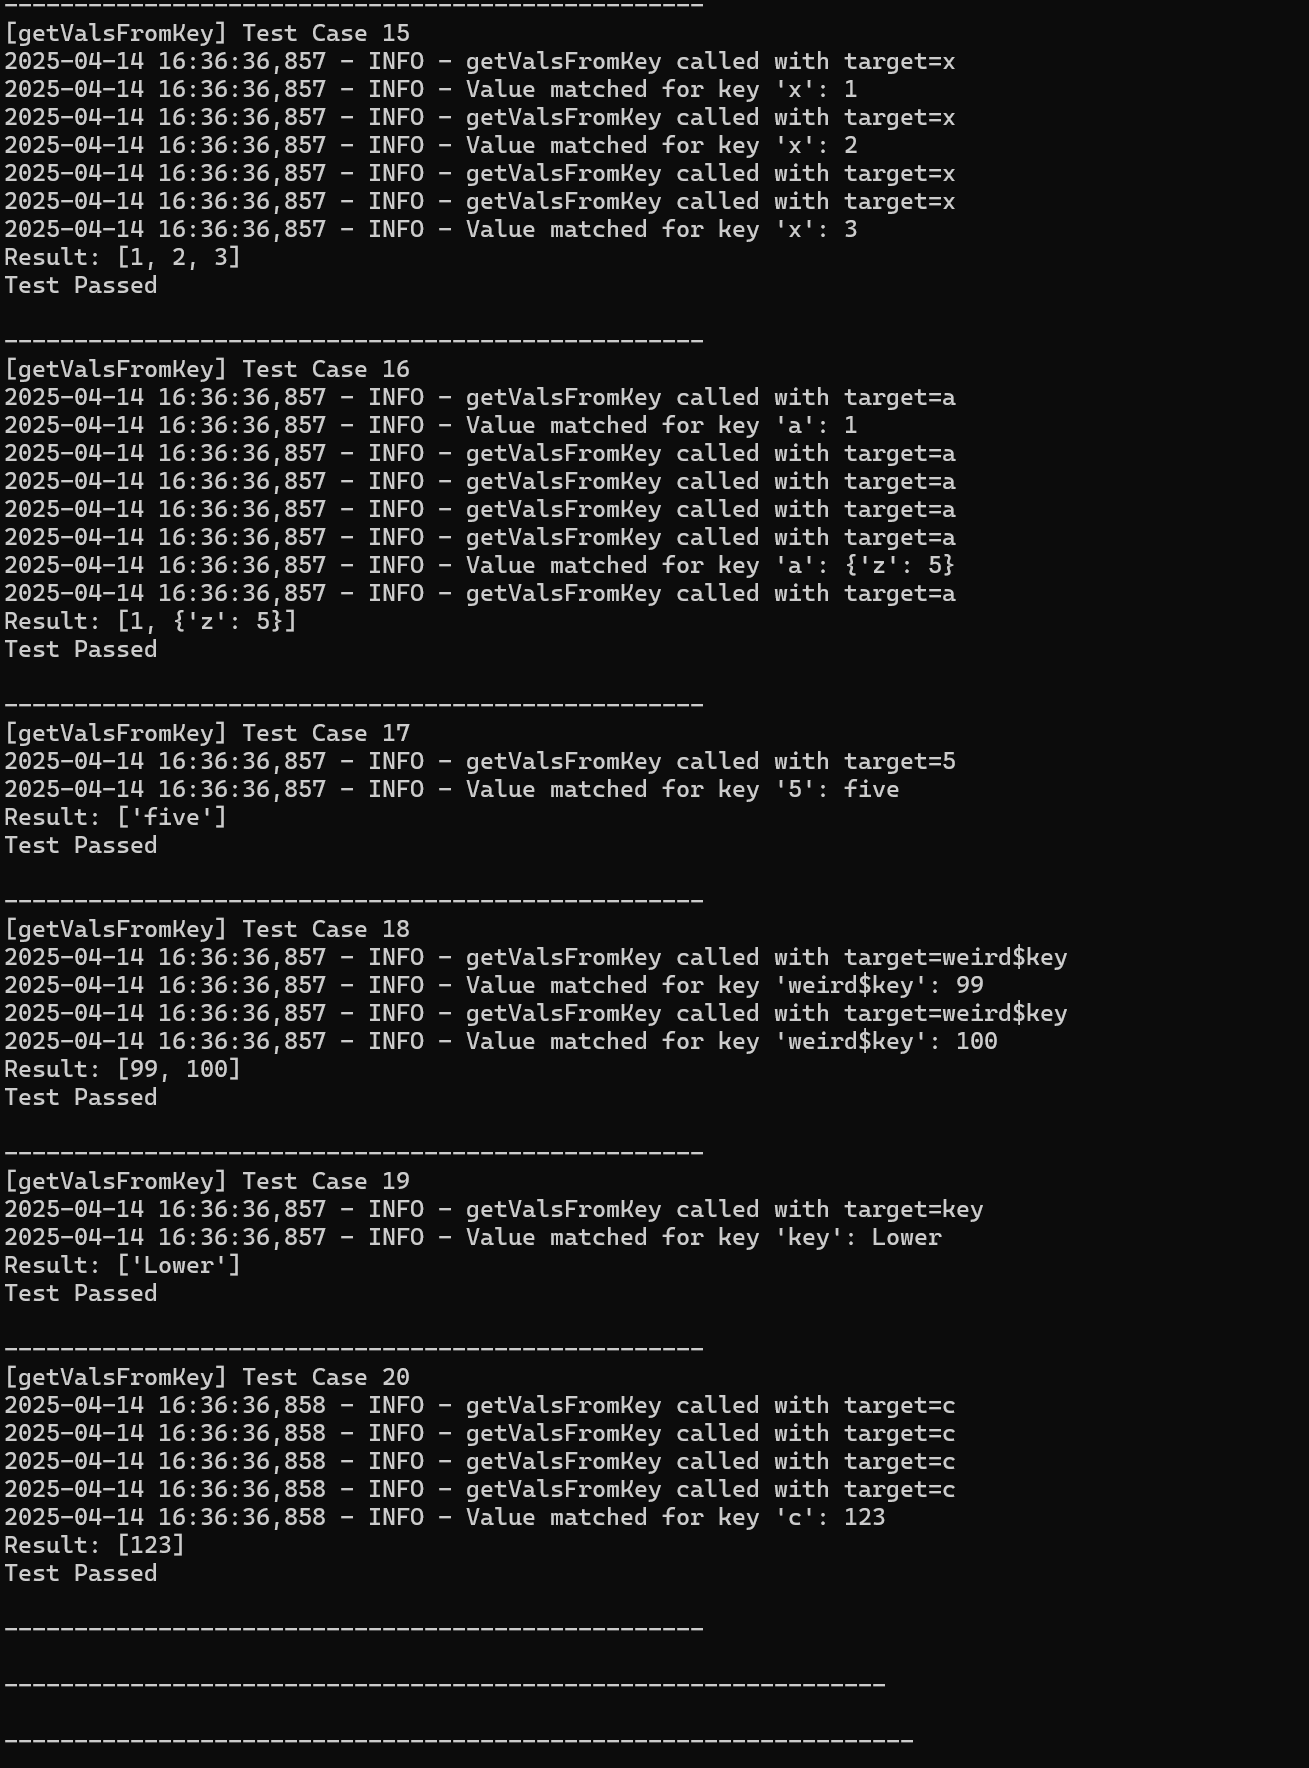 --------------------------------------------------
[getValsFromKey] Test Case 15
2025-04-14 16:36:36,857 - INFO - getValsFromKey called with target=x
2025-04-14 16:36:36,857 - INFO - Value matched for key 'x': 1
2025-04-14 16:36:36,857 - INFO - getValsFromKey called with target=x
2025-04-14 16:36:36,857 - INFO - Value matched for key 'x': 2
2025-04-14 16:36:36,857 - INFO - getValsFromKey called with target=x
2025-04-14 16:36:36,857 - INFO - getValsFromKey called with target=x
2025-04-14 16:36:36,857 - INFO - Value matched for key 'x': 3
Result: [1, 2, 3]
Test Passed
--------------------------------------------------
[getValsFromKey] Test Case 16
2025-04-14 16:36:36,857 - INFO - getValsFromKey called with target=a
2025-04-14 16:36:36,857 - INFO - Value matched for key 'a': 1
2025-04-14 16:36:36,857 - INFO - getValsFromKey called with target=a
2025-04-14 16:36:36,857 - INFO - getValsFromKey called with target=a
2025-04-14 16:36:36,857 - INFO - getValsFromKey called with target=a
2025-04-14 16:36:36,857 - INFO - getValsFromKey called with target=a
2025-04-14 16:36:36,857 - INFO - Value matched for key 'a': {'z': 5}
2025-04-14 16:36:36,857 - INFO - getValsFromKey called with target=a
Result: [1, {'z': 5}]
Test Passed
--------------------------------------------------
[getValsFromKey] Test Case 17
2025-04-14 16:36:36,857 - INFO - getValsFromKey called with target=5
2025-04-14 16:36:36,857 - INFO - Value matched for key '5': five
Result: ['five']
Test Passed
--------------------------------------------------
[getValsFromKey] Test Case 18
2025-04-14 16:36:36,857 - INFO - getValsFromKey called with target=weird$key
2025-04-14 16:36:36,857 - INFO - Value matched for key 'weird$key': 99
2025-04-14 16:36:36,857 - INFO - getValsFromKey called with target=weird$key
2025-04-14 16:36:36,857 - INFO - Value matched for key 'weird$key': 100
Result: [99, 100]
Test Passed
--------------------------------------------------
[getValsFromKey] Test Case 19
2025-04-14 16:36:36,857 - INFO - getValsFromKey called with target=key
2025-04-14 16:36:36,857 - INFO - Value matched for key 'key': Lower
Result: ['Lower']
Test Passed
--------------------------------------------------
[getValsFromKey] Test Case 20
2025-04-14 16:36:36,858 - INFO - getValsFromKey called with target=c
2025-04-14 16:36:36,858 - INFO - getValsFromKey called with target=c
2025-04-14 16:36:36,858 - INFO - getValsFromKey called with target=c
2025-04-14 16:36:36,858 - INFO - getValsFromKey called with target=c
2025-04-14 16:36:36,858 - INFO - Value matched for key 'c': 123
Result: [123]
Test Passed
--------------------------------------------------
---------------------------------------------------------------
-----------------------------------------------------------------